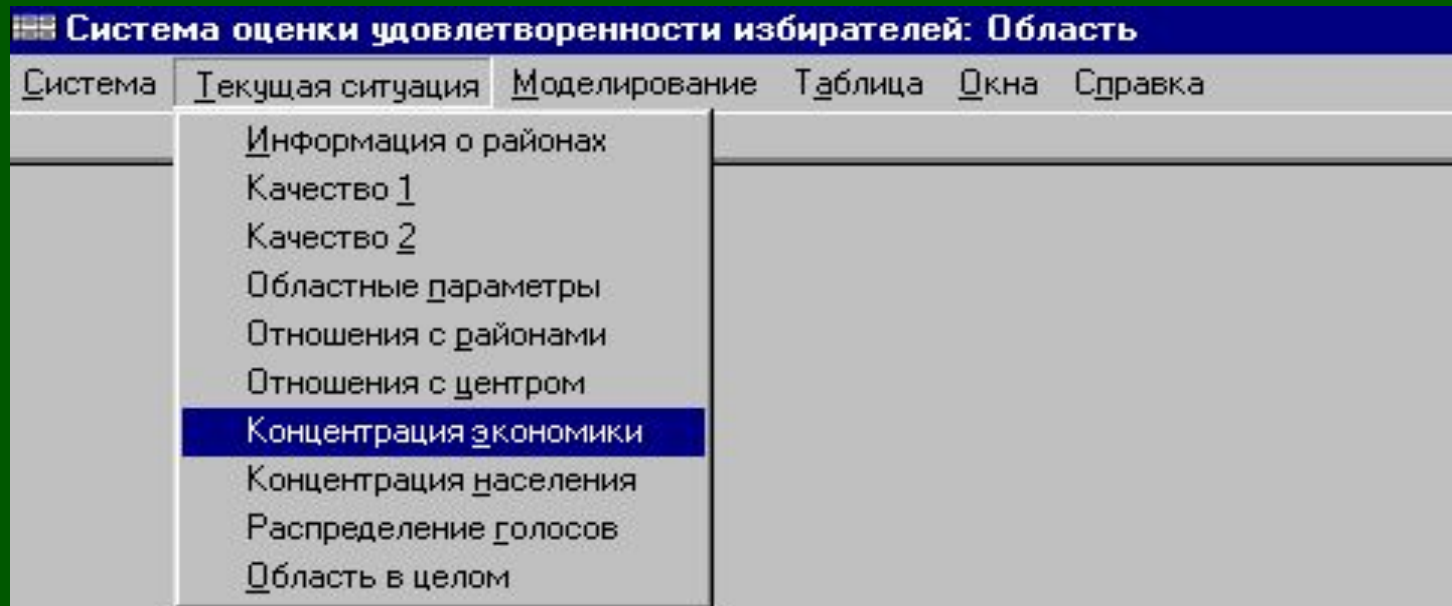 Система оценки удовлетворенности избирателей: Область
Система Текущая ситуация Моделирование Таблица Окна Справка
Информация о районах
Качество 1
Качество 2
Областные параметры
Отношения с районами
Отношения с центром
Концентрация экономики
Концентрация населения
Распределение голосов
Область в целом